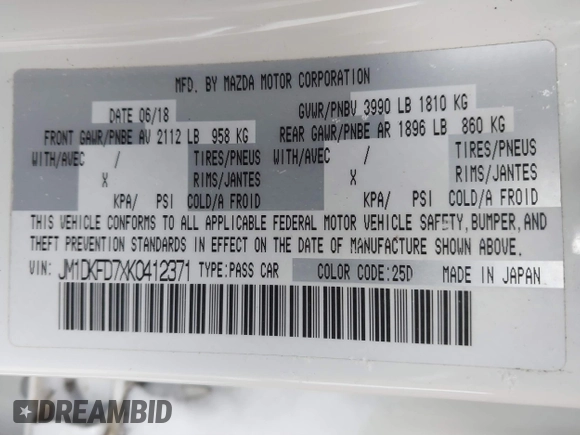 MFD. BY MAZDA MOTOR CORPORATION
DATE 06/18 GVWR/PNBV 3990 LB 1810 KG
FRONT GAWR/PNBE AV 2112 LB 958 KG REAR GAWR/PNBE AR 1896 LB 860 KG
WITH/AVEC / TIRES/PNEUS WITH/AVEC / TIRES/PNEUS
X RIMS/JANTES X RIMS/JANTES
KPA/ PSI COLD/A FROID KPA/ PSI COLD/A FROID
THIS VEHICLE CONFORMS TO ALL APPLICABLE FEDERAL MOTOR VEHICLE SAFETY, BUMPER, AND
THEFT PREVENTION STANDARDS IN EFFECT ON THE DATE OF MANUFACTURE SHOWN ABOVE.
VIN: JM1DKFD7XK0412371 TYPE:PASS CAR COLOR CODE:25D MADE IN JAPAN
DREAMBID